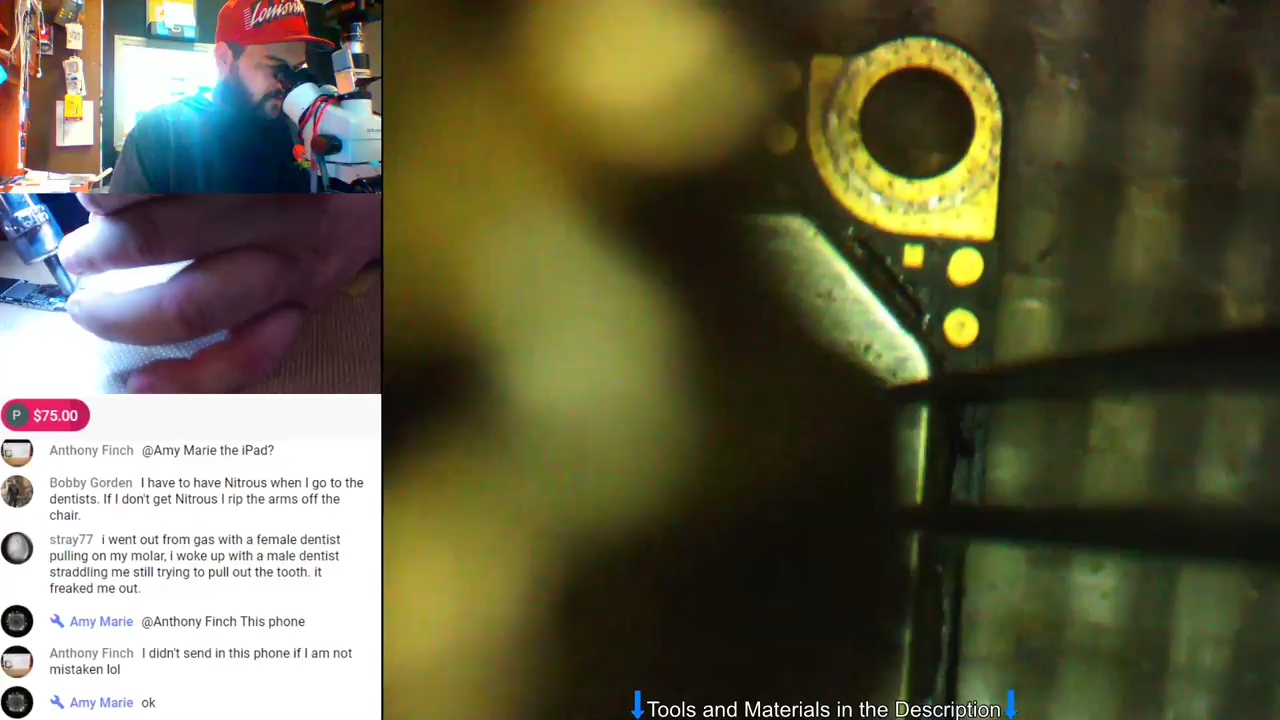 Louisville
P $75.00
Anthony Finch @Amy Marie the iPad?
Bobby Gorden I have to have Nitrous when I go to the
dentists. If I don't get Nitrous I rip the arms off the
chair.
stray77 i went out from gas with a female dentist
pulling on my molar, i woke up with a male dentist
straddling me still trying to pull out the tooth. it
freaked me out.
Amy Marie @Anthony Finch This phone
Anthony Finch I didn't send in this phone if I am not
mistaken lol
Amy Marie ok
Tools and Materials in the Description